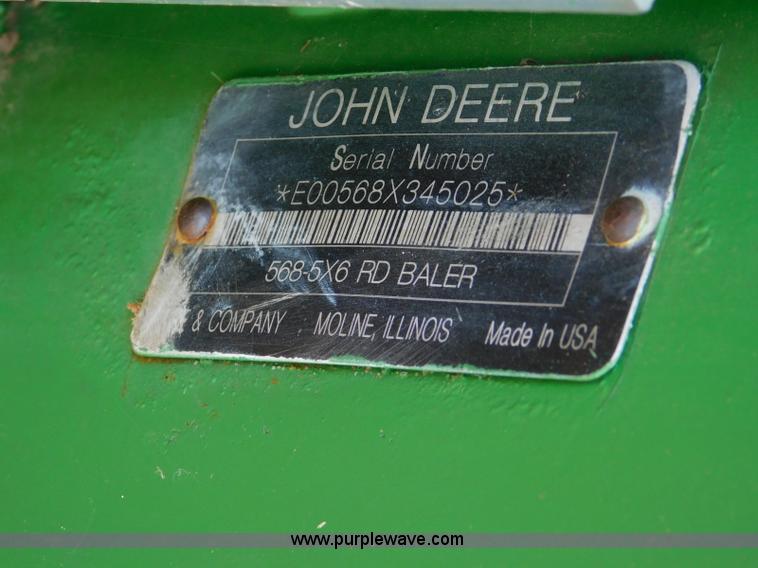 JOHN DEERE
Serial Number
*E00568X345025*
568-5X6 RD BALER
& COMPANY MOLINE, ILLINOIS Made In USA
www.purplewave.com